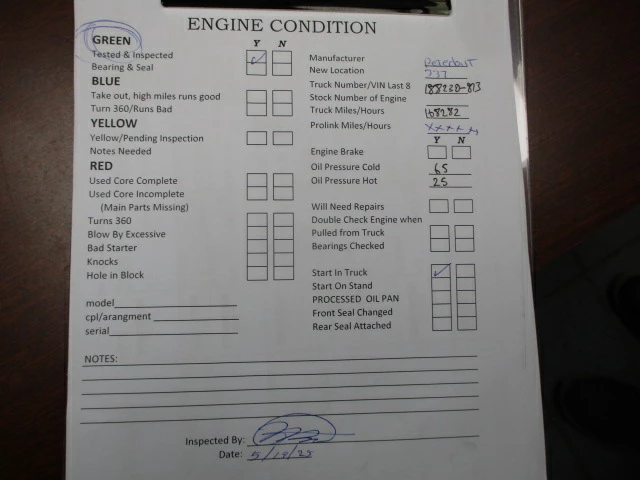 ENGINE CONDITION
GREEN
Y N
Tested & Inspected
Bearing & Seal
BLUE
Take out, high miles runs good
Turn 360/Runs Bad
YELLOW
Yellow/Pending Inspection
Notes Needed
RED
Used Core Complete
Used Core Incomplete
(Main Parts Missing)
Turns 360
Blow By Excessive
Bad Starter
Knocks
Hole in Block
model
cpl/arangment
serial
Manufacturer
New Location 737
Truck Number/VIN Last 8
Stock Number of Engine
Truck Miles/Hours 168282
Prolink Miles/Hours
Y N
Engine Brake
Oil Pressure Cold 65
Oil Pressure Hot 25
Will Need Repairs
Double Check Engine when
Pulled from Truck
Bearings Checked
Start In Truck
Start On Stand
PROCESSED OIL PAN
Front Seal Changed
Rear Seal Attached
NOTES:
Inspected By:
Date: 5/19/25